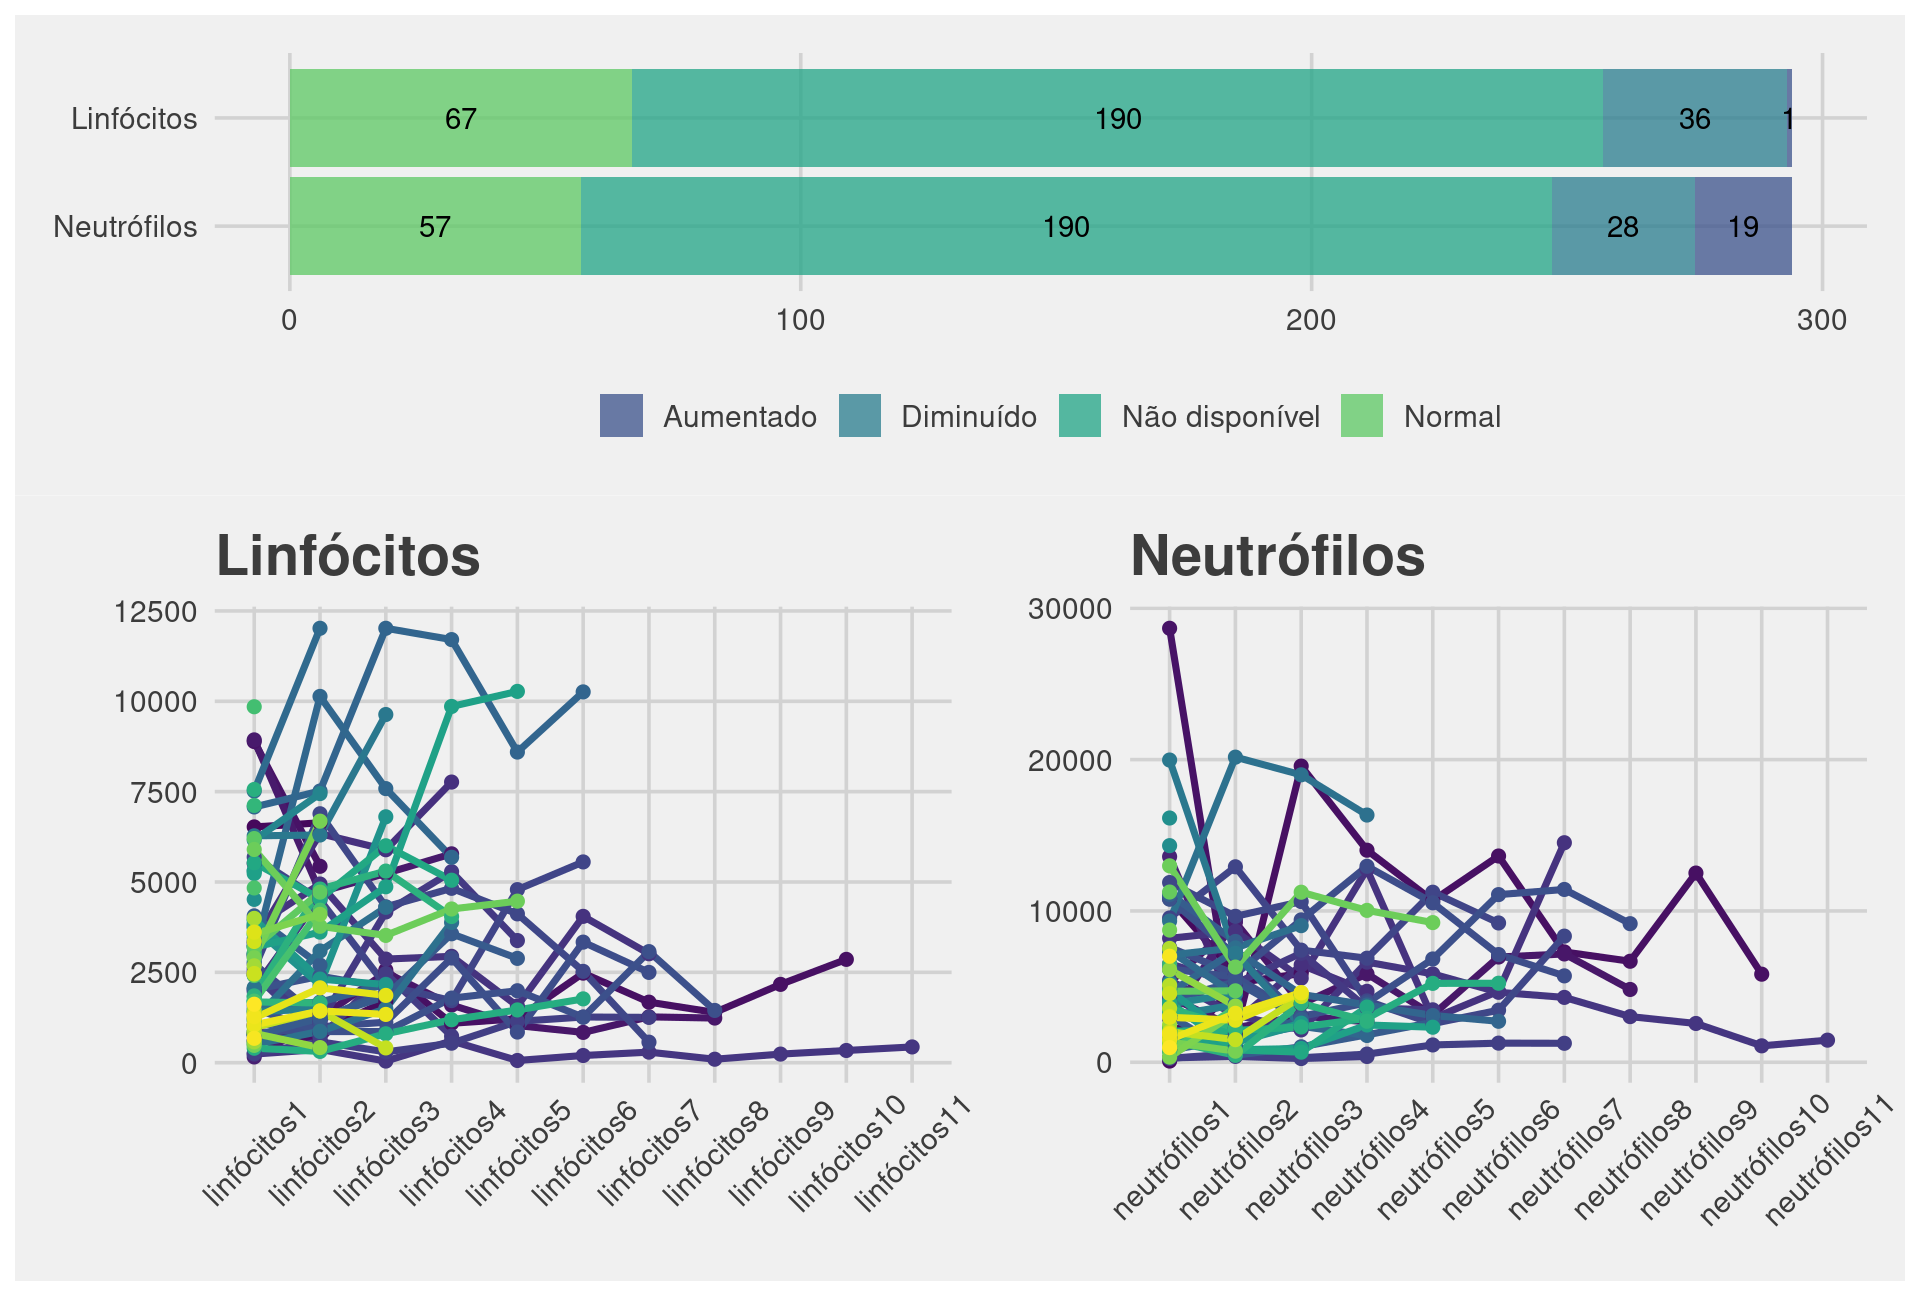 Linfócitos
67 190 36 1
Neutrófilos
57 190 28 19
0 100 200 300
Aumentado Diminuído Não disponível Normal
Linfócitos
12500
10000
7500
5000
2500
0
linfócitos1 linfócitos2 linfócitos3 linfócitos4 linfócitos5 linfócitos6 linfócitos7 linfócitos8 linfócitos9 linfócitos10 linfócitos11
Neutrófilos
30000
20000
10000
0
neutrófilos1 neutrófilos2 neutrófilos3 neutrófilos4 neutrófilos5 neutrófilos6 neutrófilos7 neutrófilos8 neutrófilos9 neutrófilos10 neutrófilos11